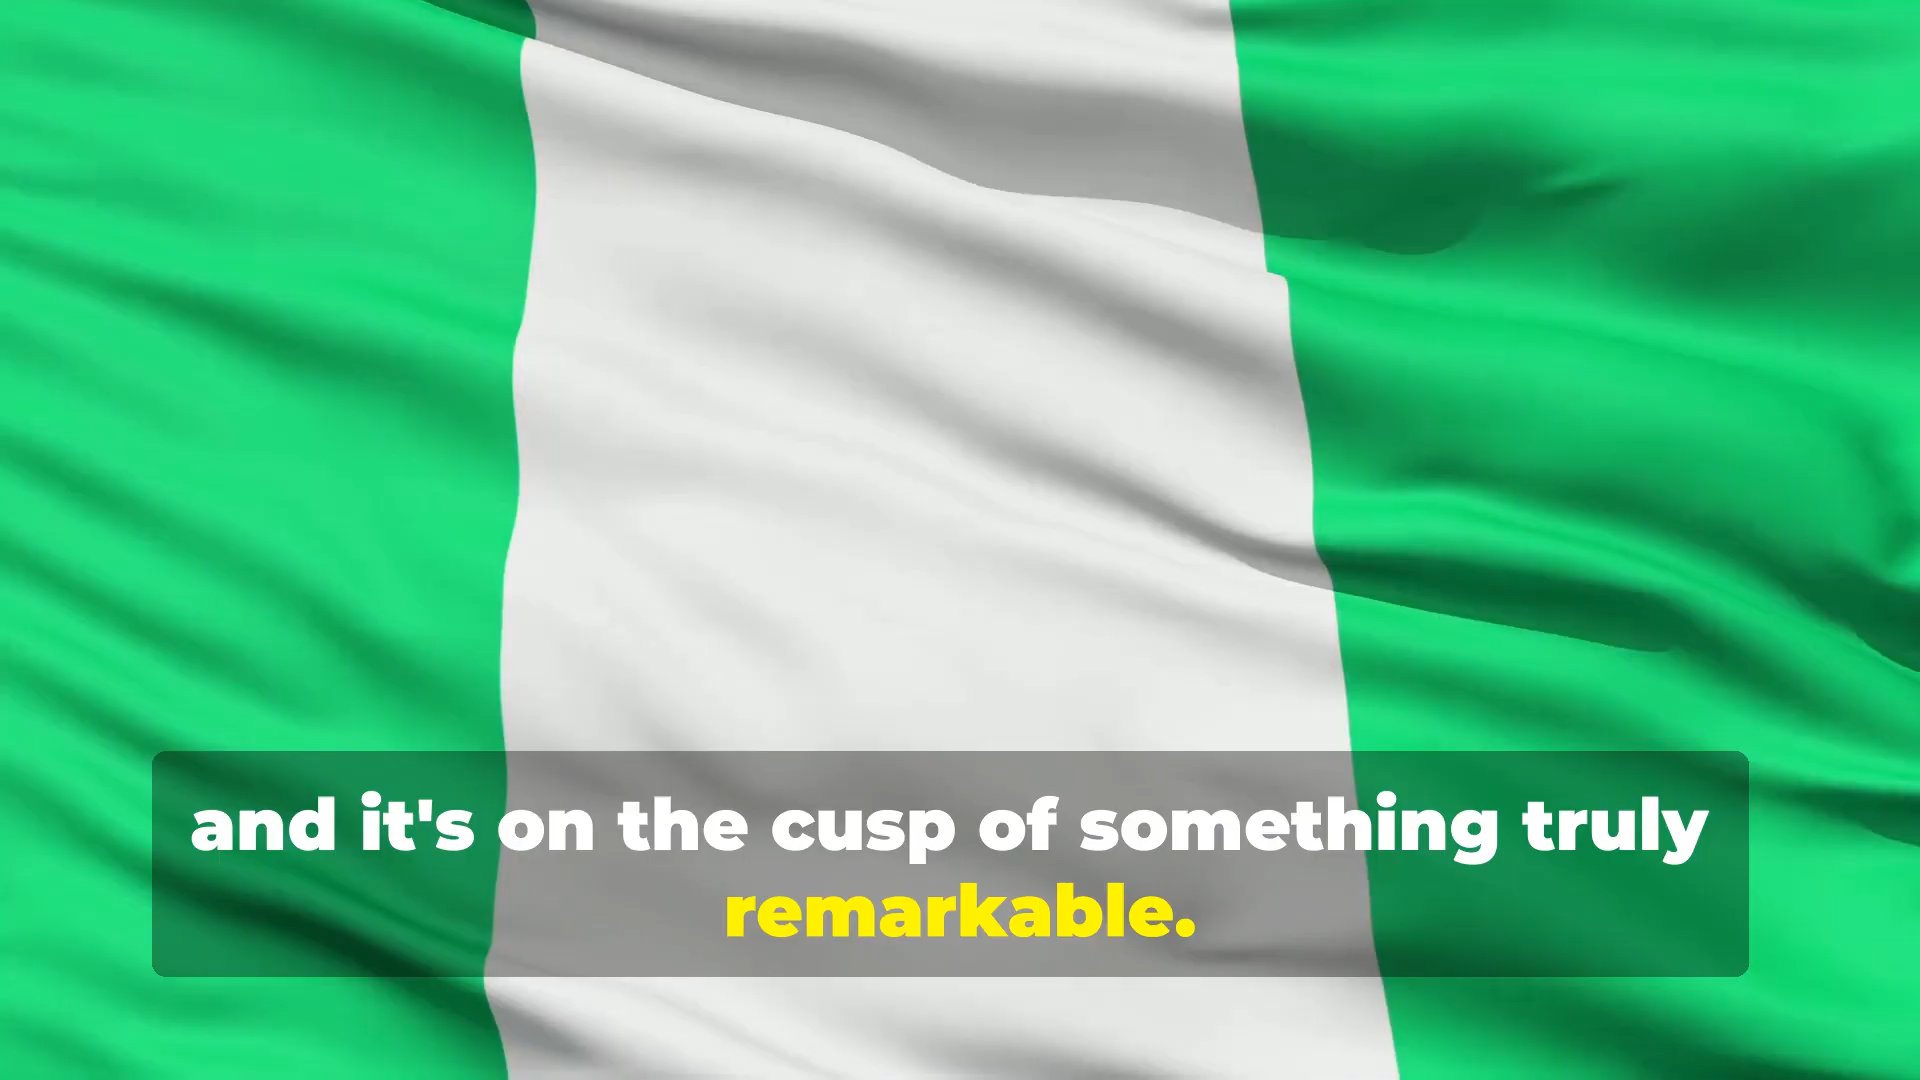 and it's on the cusp of something truly
remarkable.